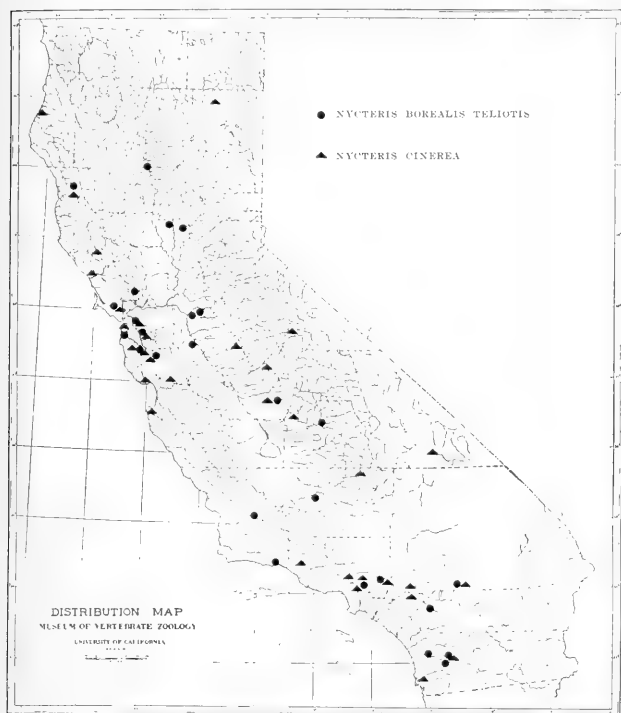 NYCTERIS BOREALIS TELIOTIS
NYCTERIS CINEREA
DISTRIBUTION MAP
MUSEUM OF VERTEBRATE ZOOLOGY
UNIVERSITY OF CALIFORNIA